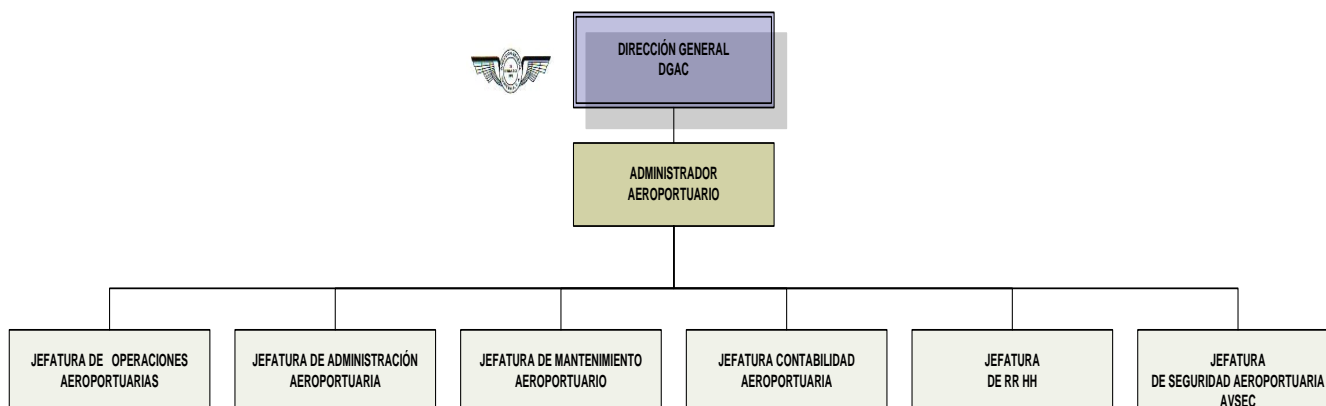 DIRECCIÓN GENERAL
DGAC
ADMINISTRADOR
AEROPORTUARIO
JEFATURA DE OPERACIONES
AEROPORTUARIAS
JEFATURA DE ADMINISTRACIÓN
AEROPORTUARIA
JEFATURA DE MANTENIMIENTO
AEROPORTUARIO
JEFATURA CONTABILIDAD
AEROPORTUARIA
JEFATURA
DE RR HH
JEFATURA
DE SEGURIDAD AEROPORTUARIA
AVSEC